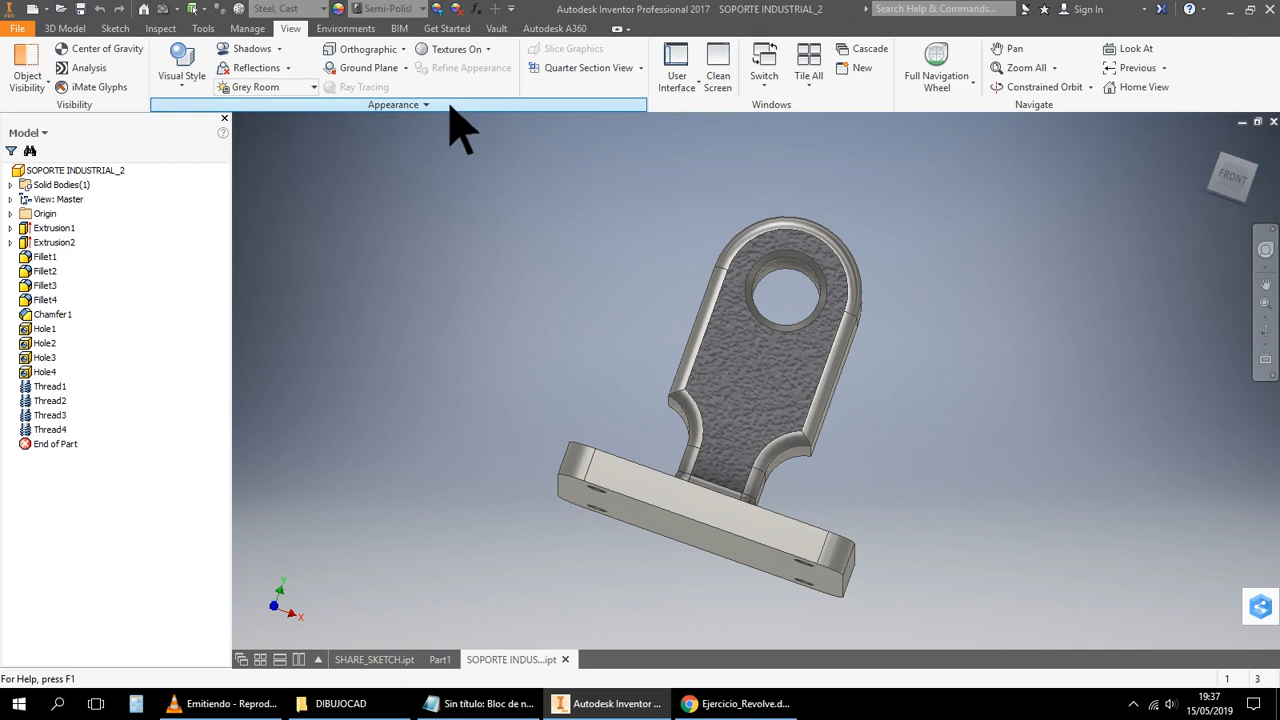 PRO
Steel, Cast
Semi-Polisl
Autodesk Inventor Professional 2017 SOPORTE INDUSTRIAL_2
Search Help & Commands...
Sign In
File
3D Model
Sketch
Inspect
Tools
Manage
View
Environments
BIM
Get Started
Vault
Autodesk A360
Object
Visibility
Center of Gravity
Analysis
iMate Glyphs
Visibility
Visual Style
Shadows
Reflections
Grey Room
Orthographic
Ground Plane
Ray Tracing
Textures On
Refine Appearance
Slice Graphics
Quarter Section View
Appearance
User
Interface
Clean
Screen
Switch
Tile All
Cascade
New
Windows
Full Navigation
Wheel
Pan
Zoom All
Constrained Orbit
Look At
Previous
Home View
Navigate
Model
SOPORTE INDUSTRIAL_2
Solid Bodies(1)
View: Master
Origin
Extrusion1
Extrusion2
Fillet1
Fillet2
Fillet3
Fillet4
Chamfer1
Hole1
Hole2
Hole3
Hole4
Thread1
Thread2
Thread3
Thread4
End of Part
FRONT
Y
X
SHARE_SKETCH.ipt
Part1
SOPORTE INDUS...ipt
For Help, press F1
1
3
Emitiendo - Reprod...
DIBUJOCAD
Sin título: Bloc de n...
Autodesk Inventor ...
Ejercicio_Revolve.d...
19:37
15/05/2019